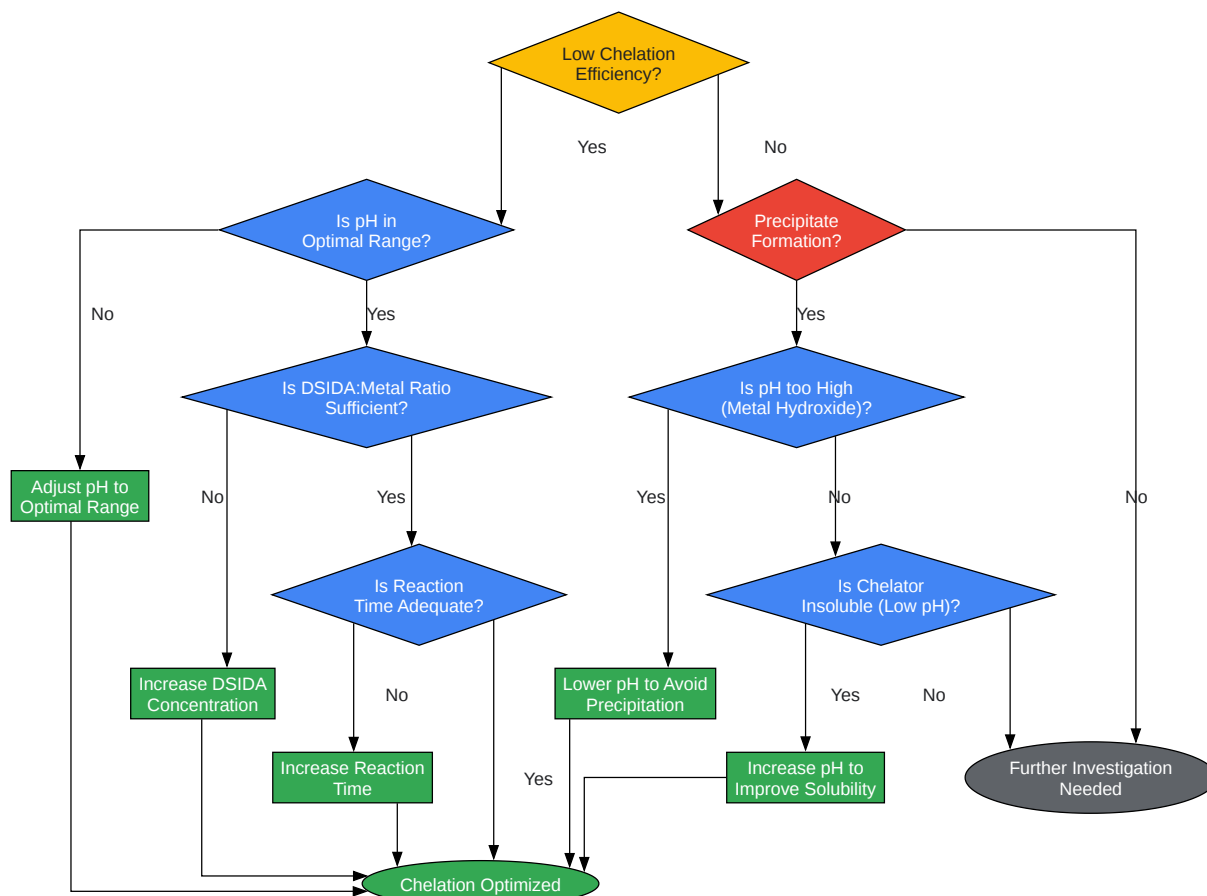 Low Chelation
Efficiency?
Yes
No
Is pH in
Optimal Range?
Precipitate
Formation?
No
Yes
Yes
Is DSIDA:Metal Ratio
Sufficient?
Is pH too High
(Metal Hydroxide)?
Adjust pH to
Optimal Range
No
Yes
Yes
No
No
Is Reaction
Time Adequate?
Is Chelator
Insoluble (Low pH)?
Increase DSIDA
Concentration
No
Lower pH to Avoid
Precipitation
Yes
No
Increase Reaction
Time
Yes
Increase pH to
Improve Solubility
Further Investigation
Needed
Chelation Optimized